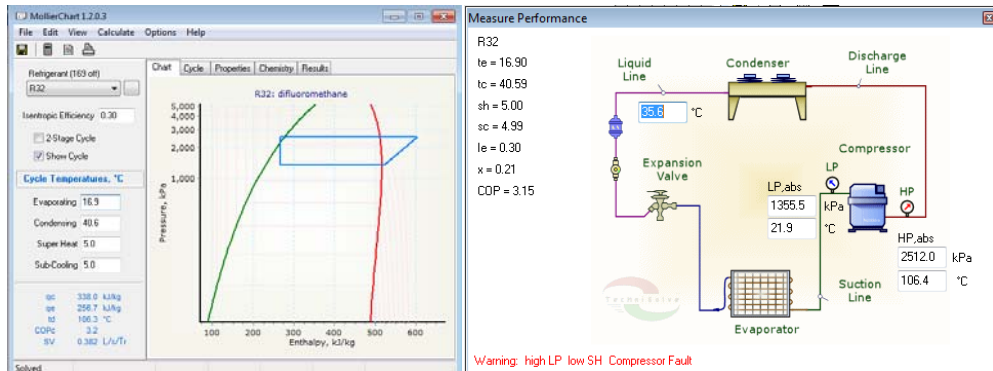 MollierChart 1.2.0.3
File Edit View Calculate Options Help
Refrigerant (163 off)
R32
Isentropic Efficiency 0.30
2-Stage Cycle
Show Cycle
Cycle Temperatures, °C
Evaporating 16.9
Condensing 40.6
Super Heat 5.0
Sub-Cooling 5.0
qc 338.0 kJ/kg
qe 256.7 kJ/kg
td 106.3 °C
COPc 3.2
SV 0.382 L/s/Tr
Solved
Chart Cycle Properties Chemistry Results
R32: difluoromethane
Pressure, kPa
5,000
4,000
3,000
2,000
1,000
100 200 300 400 500 600
Enthalpy, kJ/kg
Measure Performance
R32
te = 16.90
tc = 40.59
sh = 5.00
sc = 4.99
Ie = 0.30
x = 0.21
COP = 3.15
Liquid
Line
Condenser
Discharge
Line
35.6 °C
Expansion
Valve
Compressor
LP
HP
LP,abs
1355.5 kPa
21.9 °C
HP,abs
2512.0 kPa
106.4 °C
Suction
Line
Evaporator
Warning: high LP low SH Compressor Fault